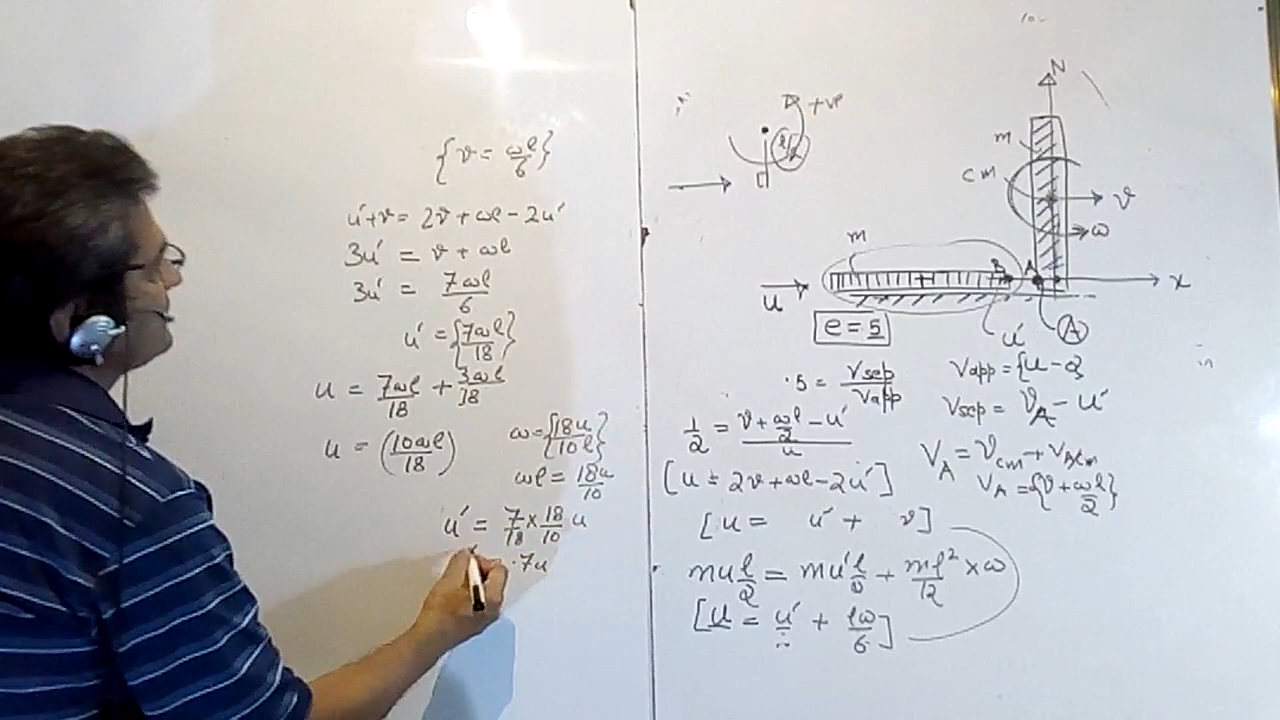 {v = ωl/6}
u' + v = 2v + ωl - 2u'
3u' = v + ωl
3u' = 7ωl/6
u' = {7ωl/18}
u = 7ωl/18 + 3ωl/18
u = (10ωl/18)
ω = {18u/10l}
ωl = 18u/10
u' = 7/18 × 18/10 u
.7u
+ve
N
m
cm
v
ω
m
B
A
x
u
e = .5
u'
A
.5 = Vsep/Vapp
Vapp = {u - 0}
Vsep = VA - u'
1/2 = (v + ωl/2 - u')/u
VA = Vcm + VA/cm
[u = 2v + ωl - 2u']
VA = {v + ωl/2}
[u = u' + v]
mu l/2 = mu' l/2 + ml²/12 × ω
[u = u' + lω/6]